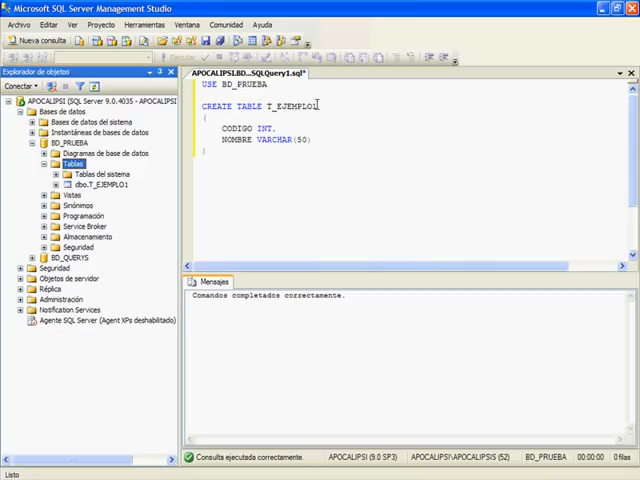 Microsoft SQL Server Management Studio
Archivo Editar Ver Proyecto Herramientas Ventana Comunidad Ayuda
Nueva consulta
Ejecutar
Explorador de objetos
APOCALIPSI.BD...SQLQuery1.sql*
Conectar
APOCALIPSI (SQL Server 9.0.4035 - APOCALIPSI
Bases de datos
Bases de datos del sistema
Instantáneas de bases de datos
BD_PRUEBA
Diagramas de base de datos
Tablas
Tablas del sistema
dbo.T_EJEMPLO1
Vistas
Sinónimos
Programación
Service Broker
Almacenamiento
Seguridad
BD_QUERYS
Seguridad
Objetos de servidor
Réplica
Administración
Notification Services
Agente SQL Server (Agent XPs deshabilitado)
USE BD_PRUEBA
CREATE TABLE T_EJEMPLO1
(
CODIGO INT,
NOMBRE VARCHAR(50)
)
Mensajes
Comandos completados correctamente.
Consulta ejecutada correctamente.
APOCALIPSI (9.0 SP3)
APOCALIPSI\APOCALIPSIS (52)
BD_PRUEBA
00:00:00
0 filas
Listo